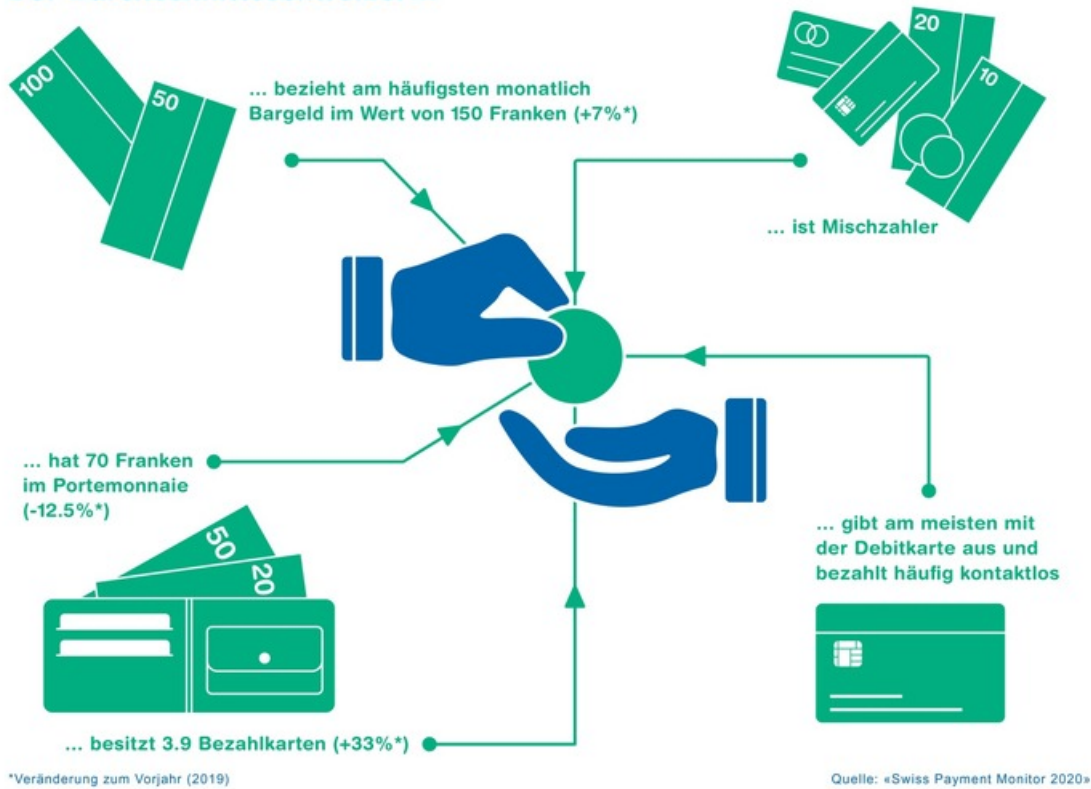 100
50
... bezieht am häufigsten monatlich
Bargeld im Wert von 150 Franken (+7%*)
20
10
... ist Mischzahler
... hat 70 Franken
im Portemonnaie
(-12.5%*)
50
20
... gibt am meisten mit
der Debitkarte aus und
bezahlt häufig kontaktlos
... besitzt 3.9 Bezahlkarten (+33%*)
*Veränderung zum Vorjahr (2019)
Quelle: «Swiss Payment Monitor 2020»